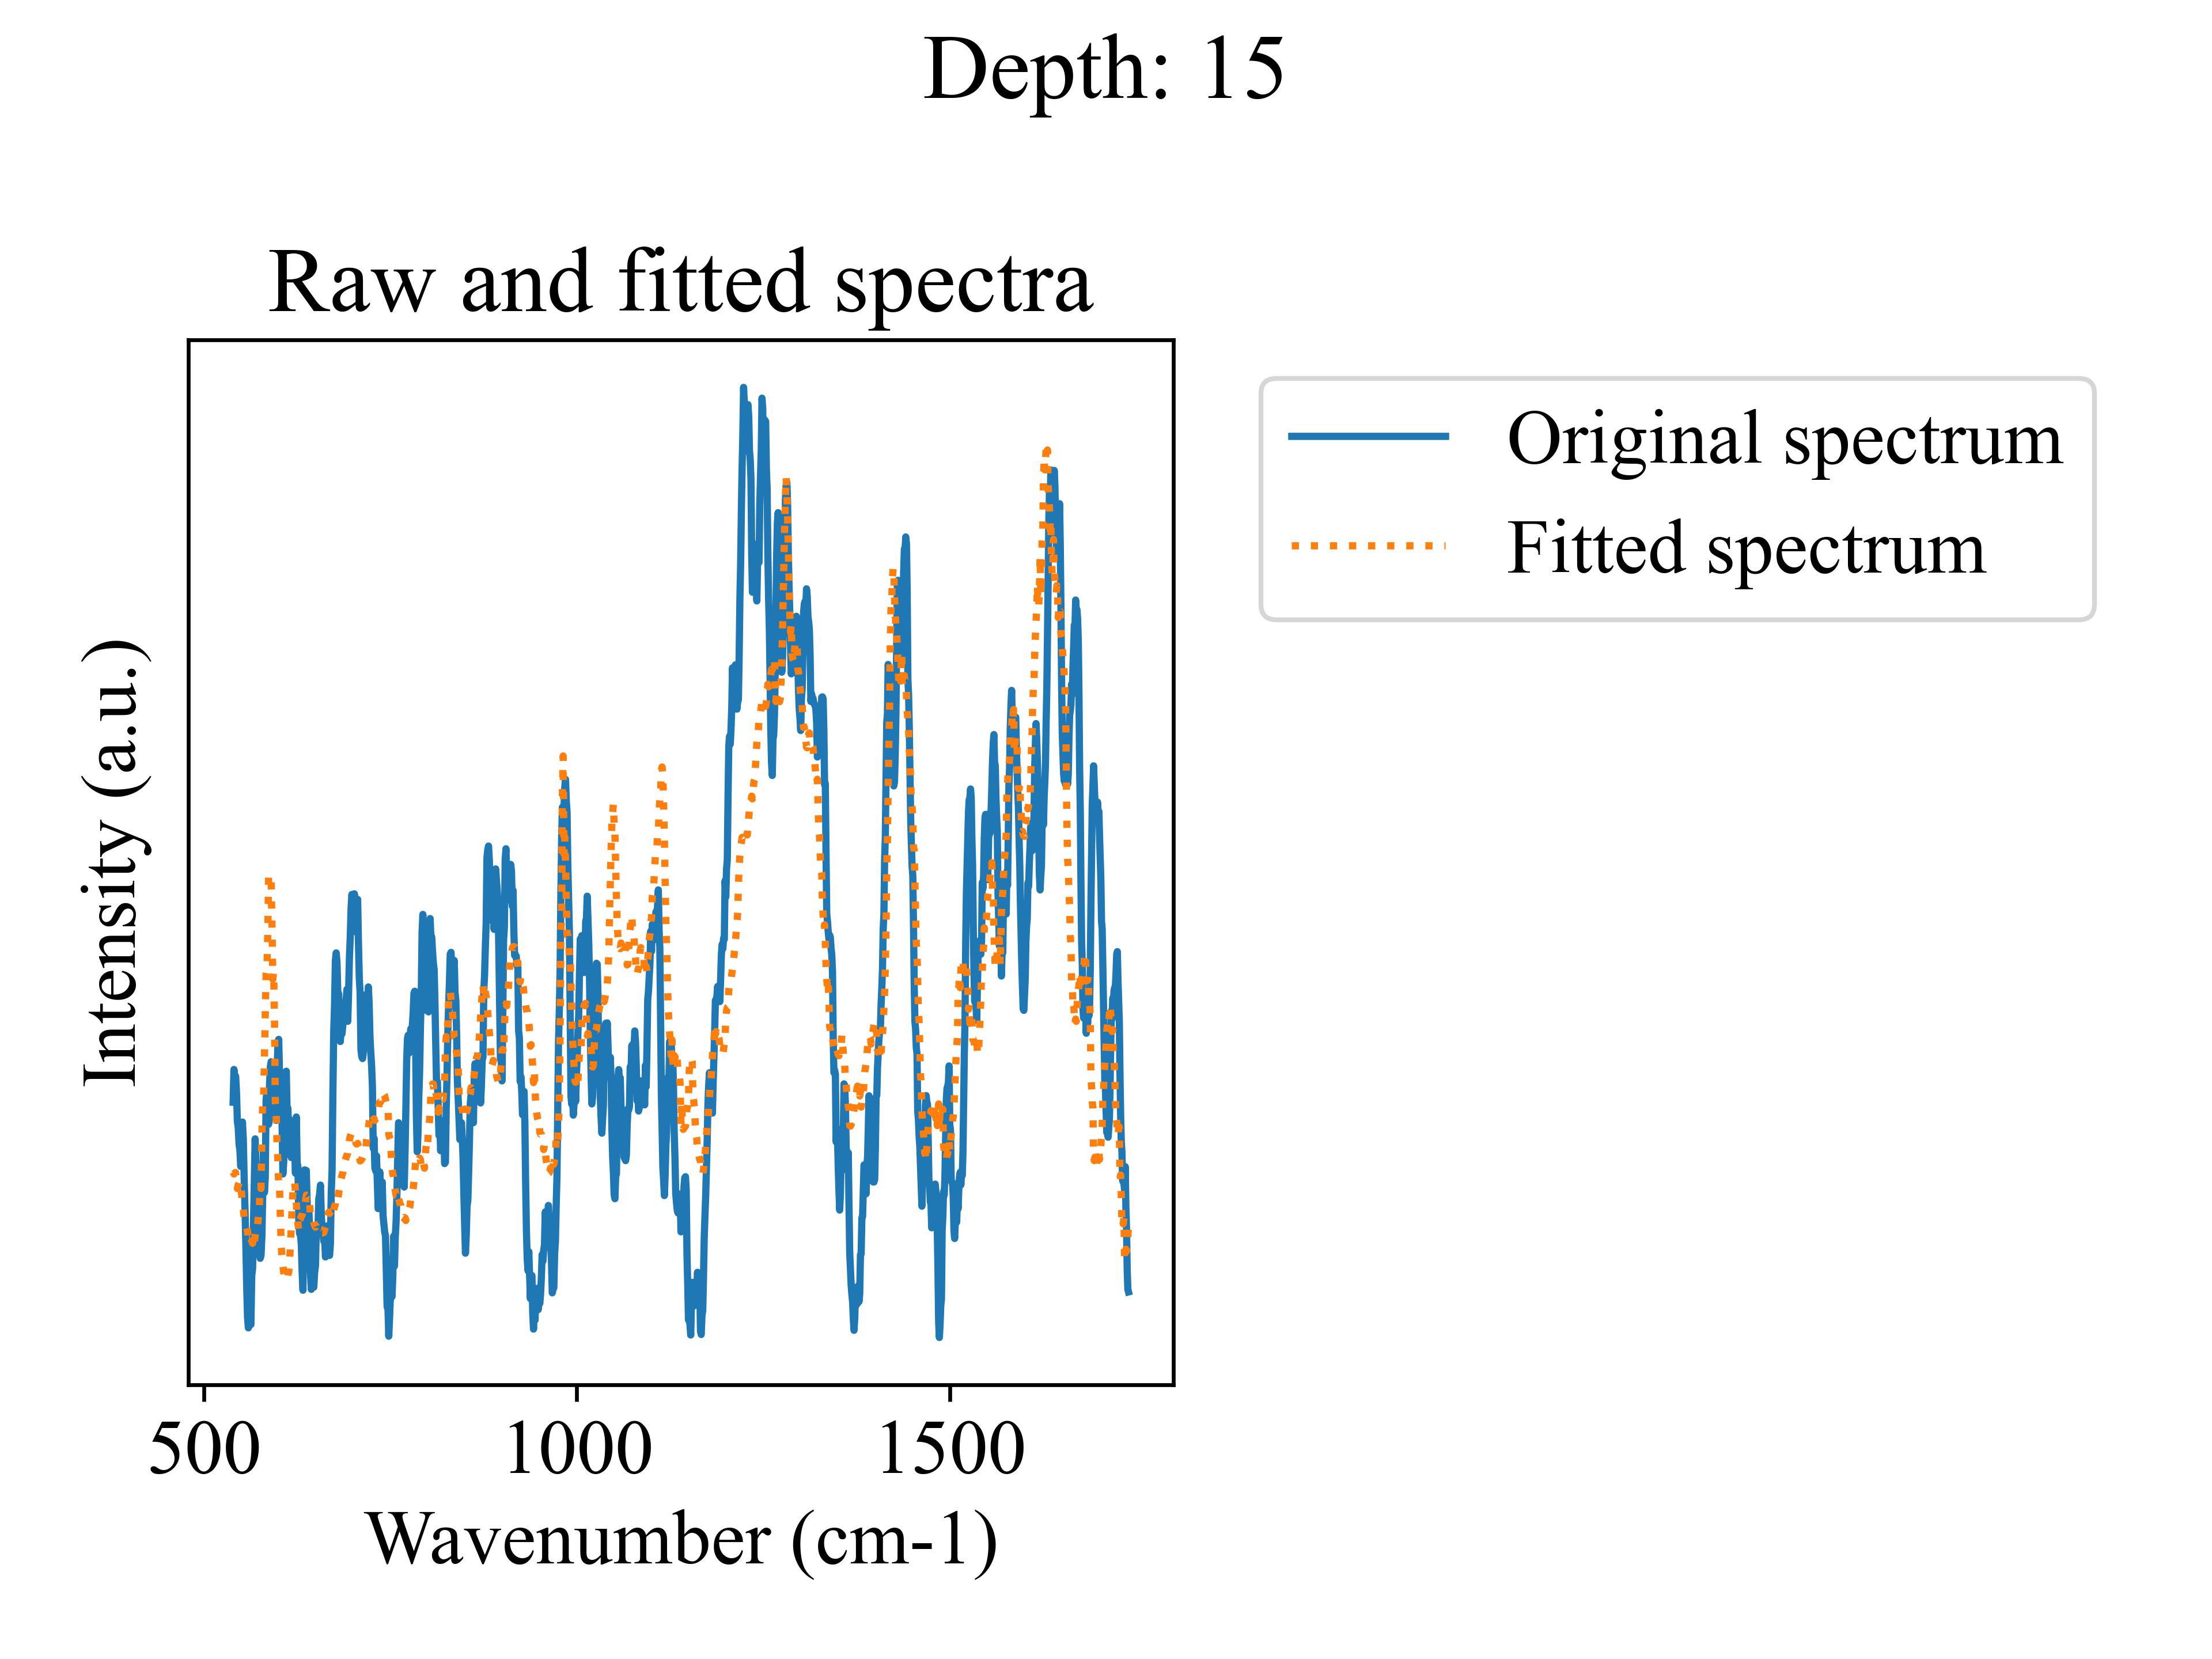 Depth: 15
Raw and fitted spectra
Original spectrum
Fitted spectrum
Intensity (a.u.)
500 1000 1500
Wavenumber (cm-1)